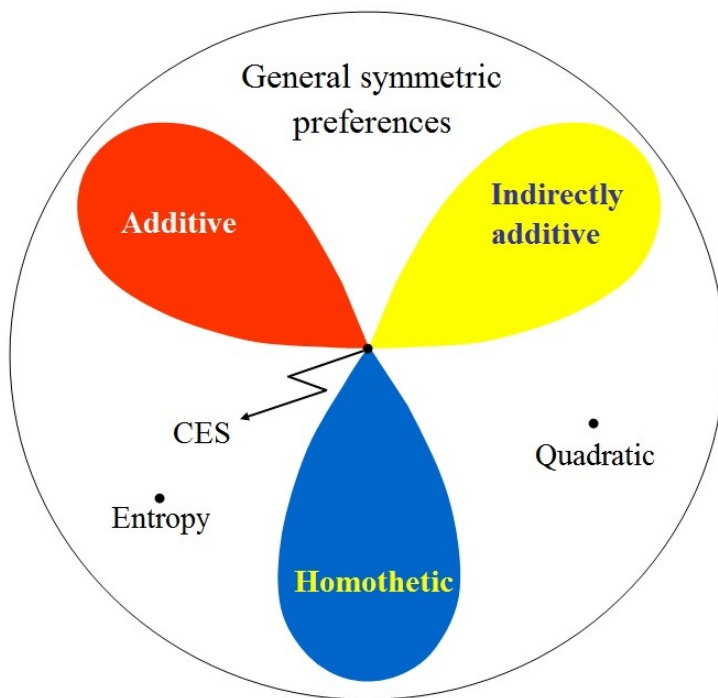 General symmetric
preferences
Additive
Indirectly
additive
CES
Quadratic
Entropy
Homothetic